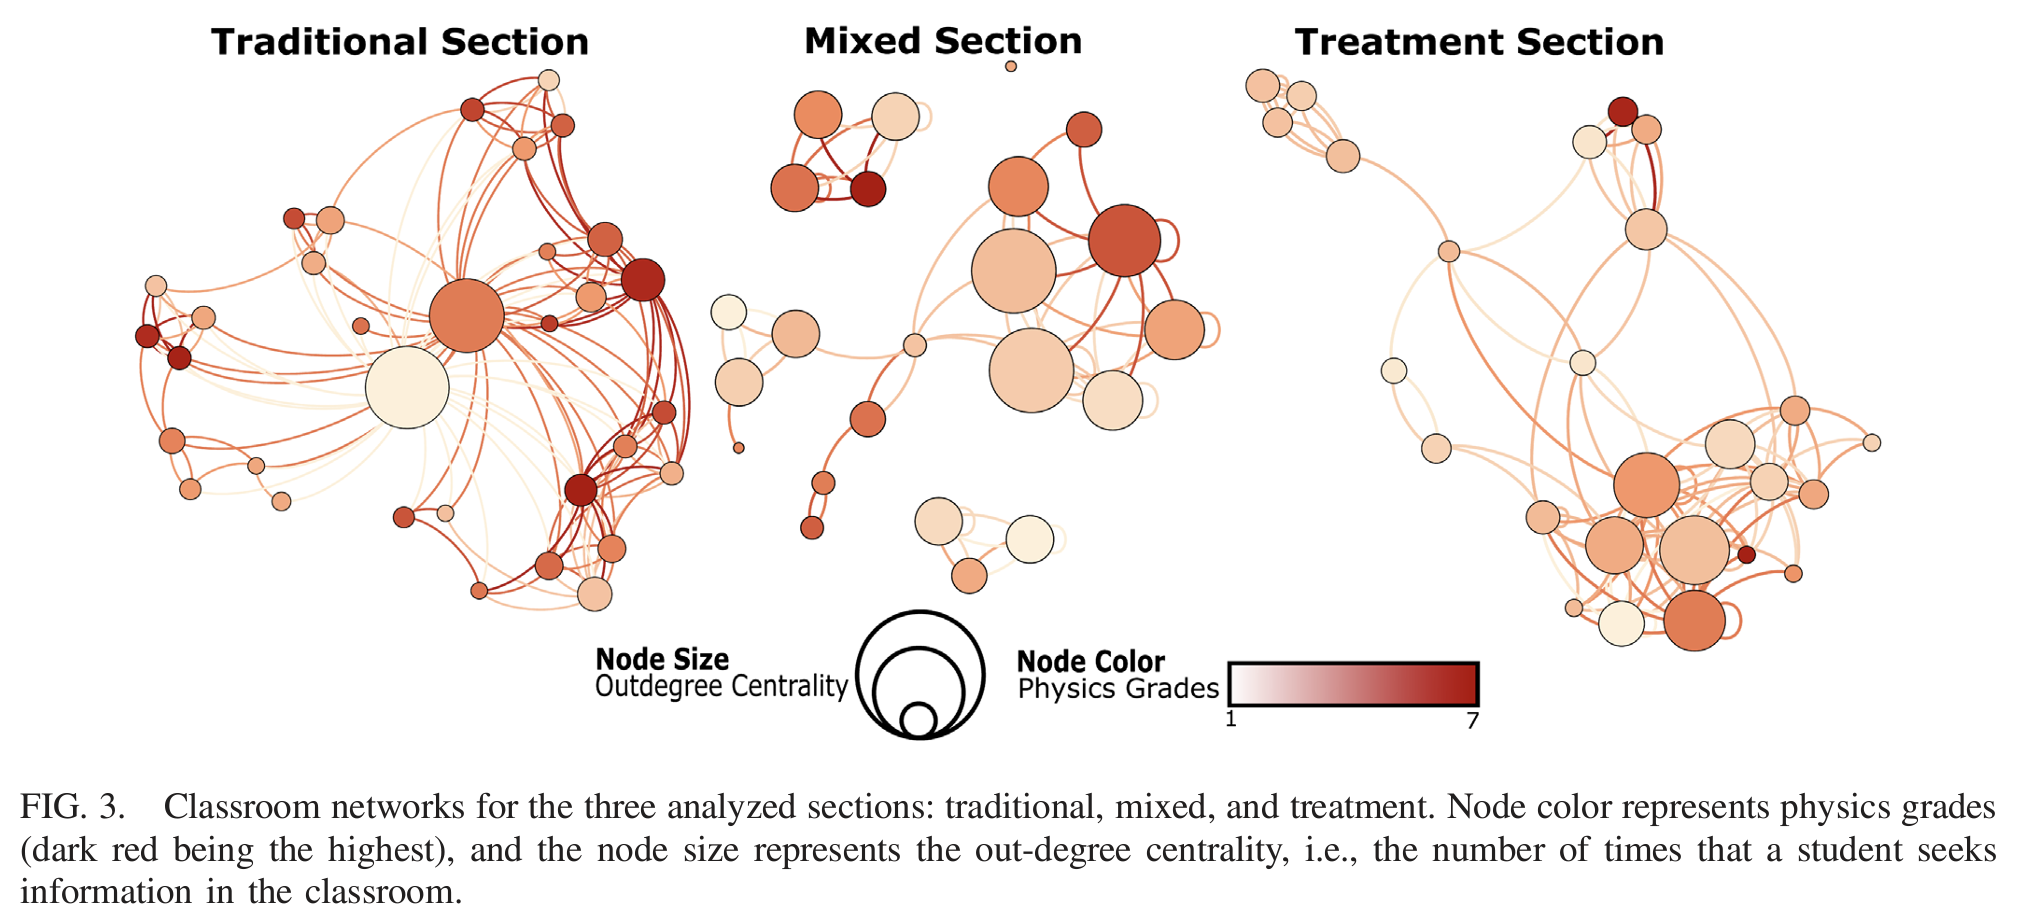 Traditional Section
Mixed Section
Treatment Section
Node Size
Outdegree Centrality
Node Color
Physics Grades
1
7
FIG. 3. Classroom networks for the three analyzed sections: traditional, mixed, and treatment. Node color represents physics grades
(dark red being the highest), and the node size represents the out-degree centrality, i.e., the number of times that a student seeks
information in the classroom.